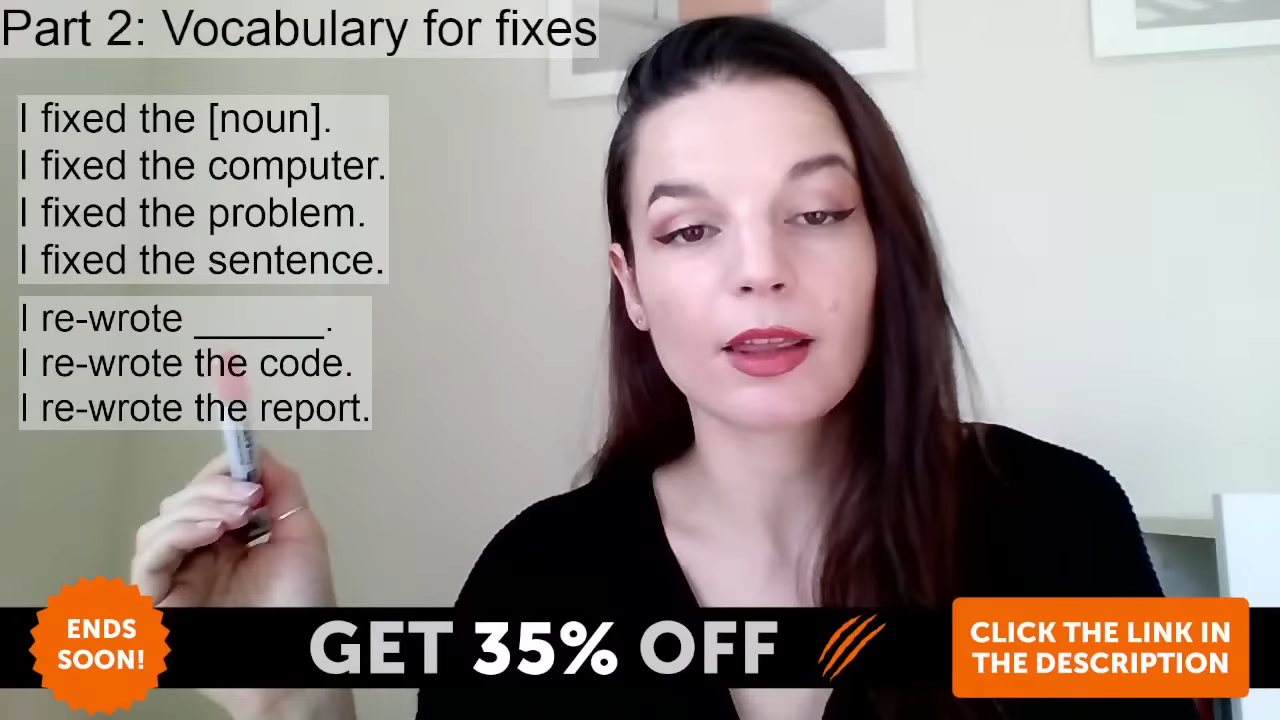 Part 2: Vocabulary for fixes
I fixed the [noun].
I fixed the computer.
I fixed the problem.
I fixed the sentence.
I re-wrote ______.
I re-wrote the code.
I re-wrote the report.
ENDS
SOON!
GET 35% OFF
CLICK THE LINK IN
THE DESCRIPTION